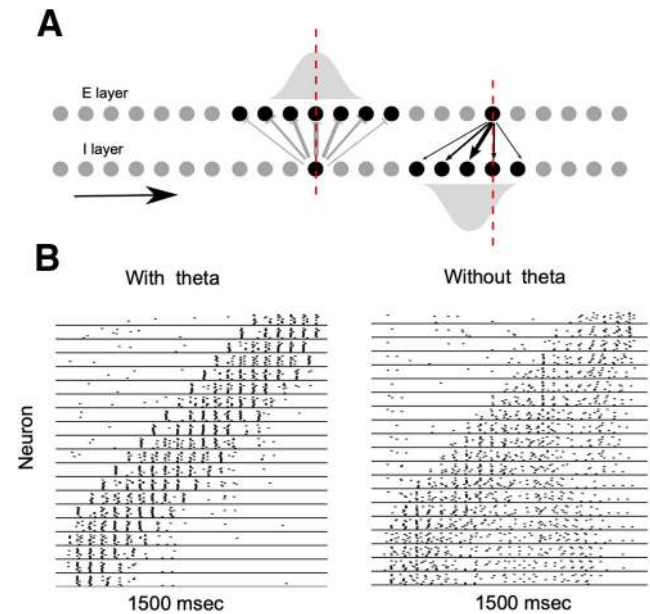 A
E layer
I layer
B
With theta
Without theta
Neuron
1500 msec
1500 msec